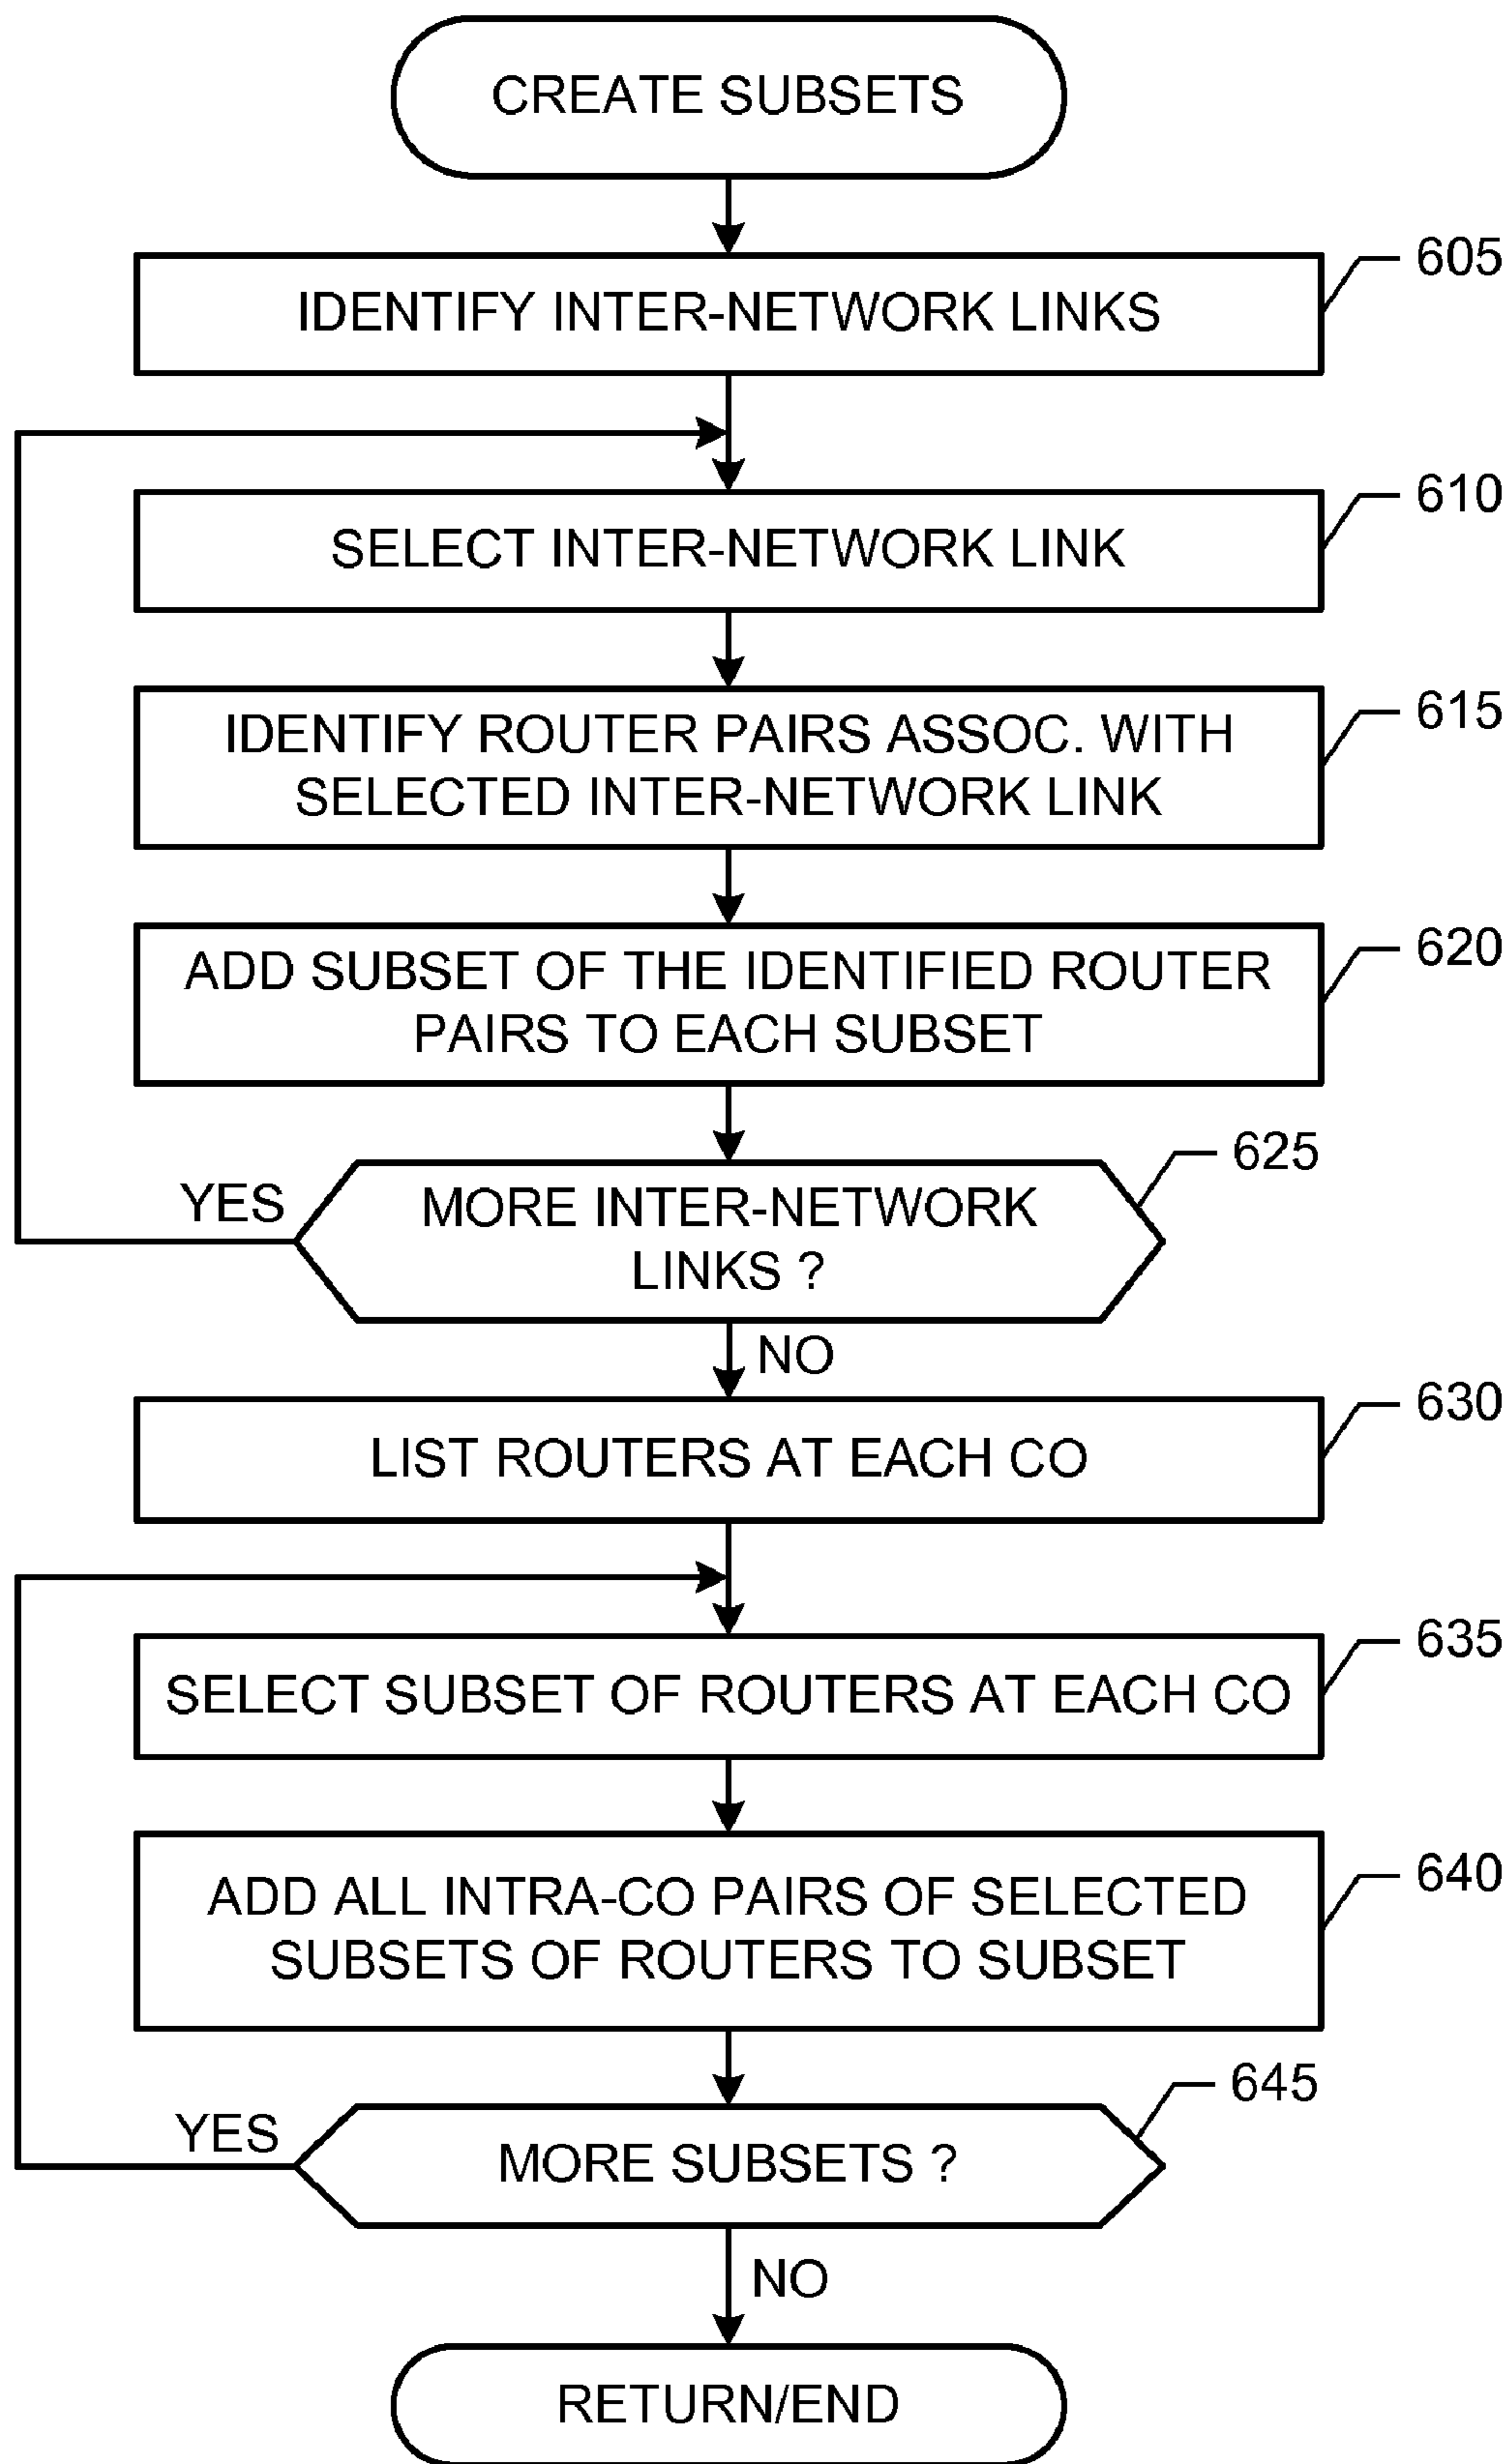 CREATE SUBSETS
605
IDENTIFY INTER-NETWORK LINKS
610
SELECT INTER-NETWORK LINK
615
IDENTIFY ROUTER PAIRS ASSOC. WITH
SELECTED INTER-NETWORK LINK
620
ADD SUBSET OF THE IDENTIFIED ROUTER
PAIRS TO EACH SUBSET
625
YES
MORE INTER-NETWORK
LINKS ?
NO
630
LIST ROUTERS AT EACH CO
635
SELECT SUBSET OF ROUTERS AT EACH CO
640
ADD ALL INTRA-CO PAIRS OF SELECTED
SUBSETS OF ROUTERS TO SUBSET
645
YES
MORE SUBSETS ?
NO
RETURN/END